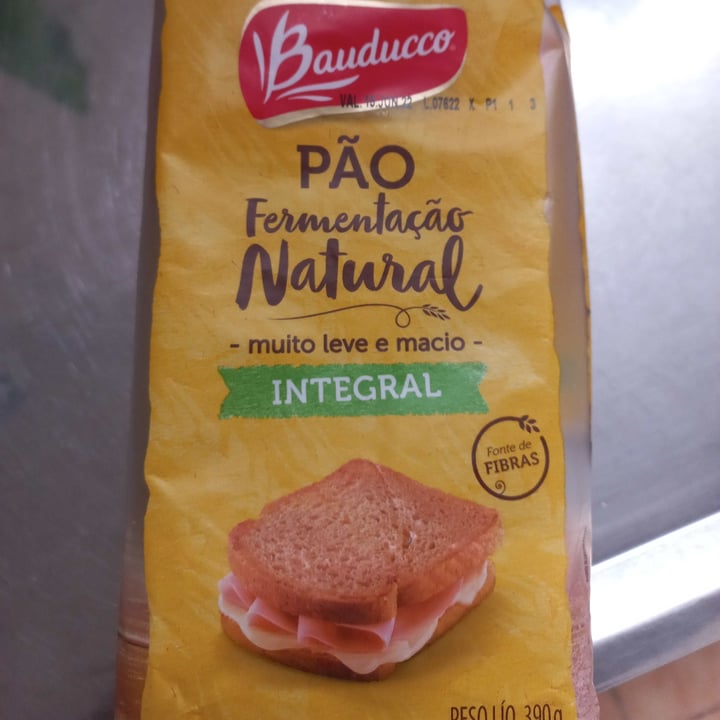 Bauducco
VAL. 18 JUN 22 L.07622 X P1 1 3
PÃO
Fermentação
Natural
- muito leve e macio -
INTEGRAL
Fonte de
FIBRAS
PESO LÍQ. 390g